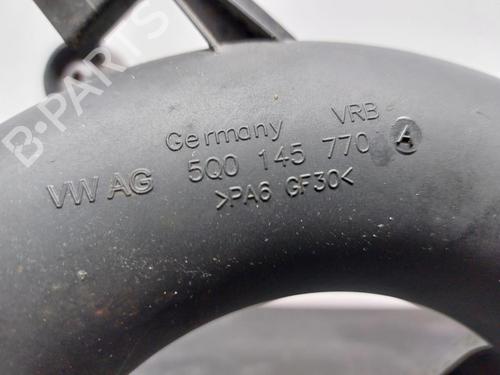 B-PARTS
Germany VRB
VW AG 5Q0 145 770 A
>PA6 GF30<